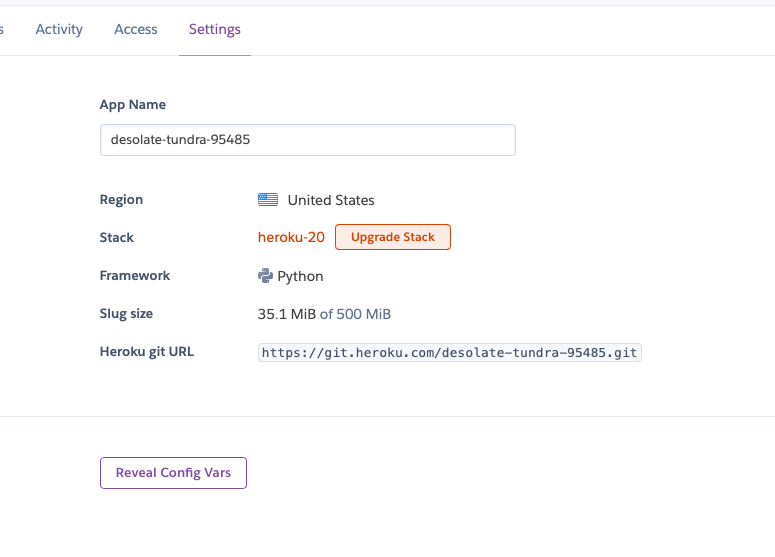 Activity Access Settings
App Name
desolate-tundra-95485
Region United States
Stack heroku-20 Upgrade Stack
Framework Python
Slug size 35.1 MiB of 500 MiB
Heroku git URL https://git.heroku.com/desolate-tundra-95485.git
Reveal Config Vars